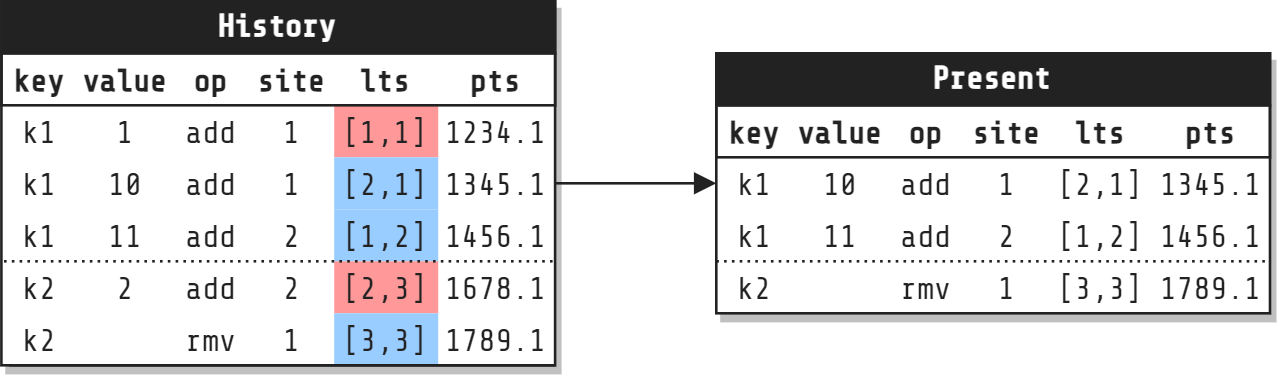 History
key value op site lts pts
k1 1 add 1 [1,1] 1234.1
k1 10 add 1 [2,1] 1345.1
k1 11 add 2 [1,2] 1456.1
k2 2 add 2 [2,3] 1678.1
k2 rmv 1 [3,3] 1789.1
Present
key value op site lts pts
k1 10 add 1 [2,1] 1345.1
k1 11 add 2 [1,2] 1456.1
k2 rmv 1 [3,3] 1789.1